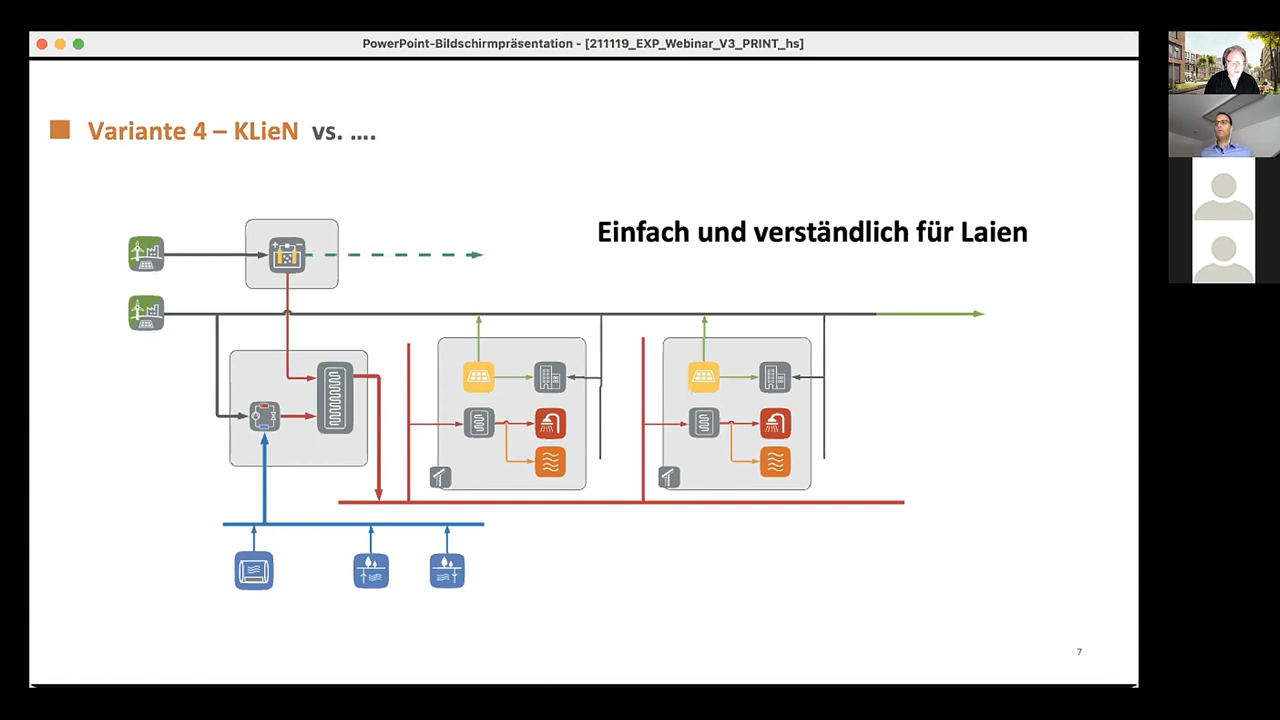 PowerPoint-Bildschirmpräsentation - [211119_EXP_Webinar_V3_PRINT_hs]
Variante 4 – KLieN vs. ....
Einfach und verständlich für Laien
7